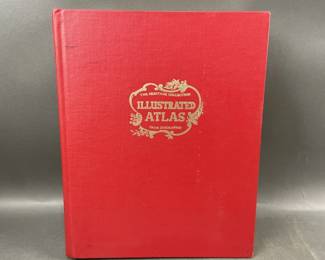 THE HERITAGE COLLECTION
ILLUSTRATED
ATLAS